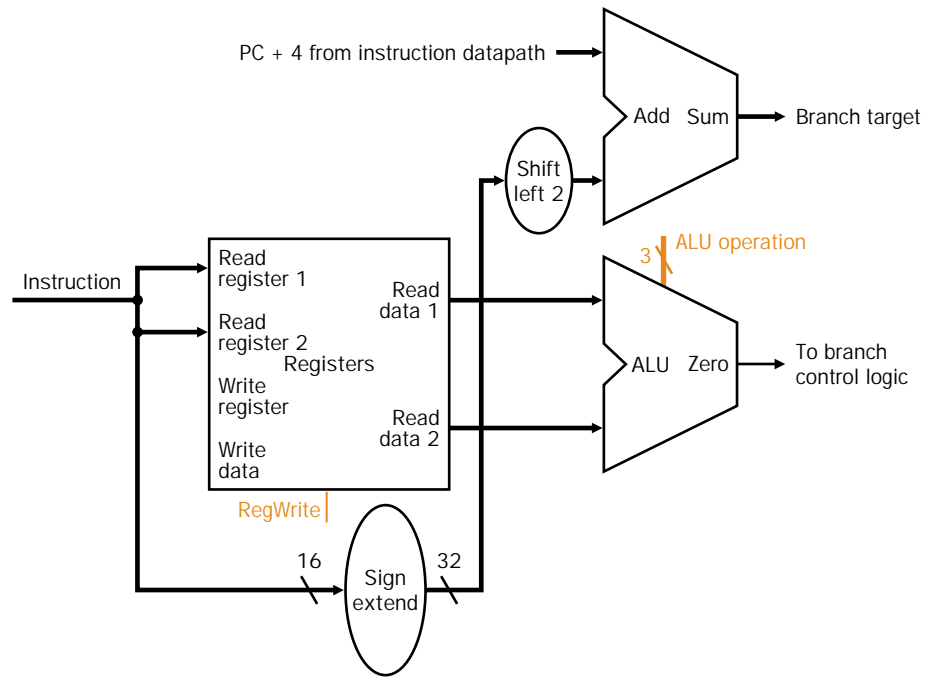 PC + 4 from instruction datapath
Add
Sum
Branch target
Shift
left 2
ALU operation
3
Instruction
Read
register 1
Read
data 1
Read
register 2
Registers
ALU
Zero
To branch
control logic
Write
register
Read
data 2
Write
data
RegWrite
16
32
Sign
extend